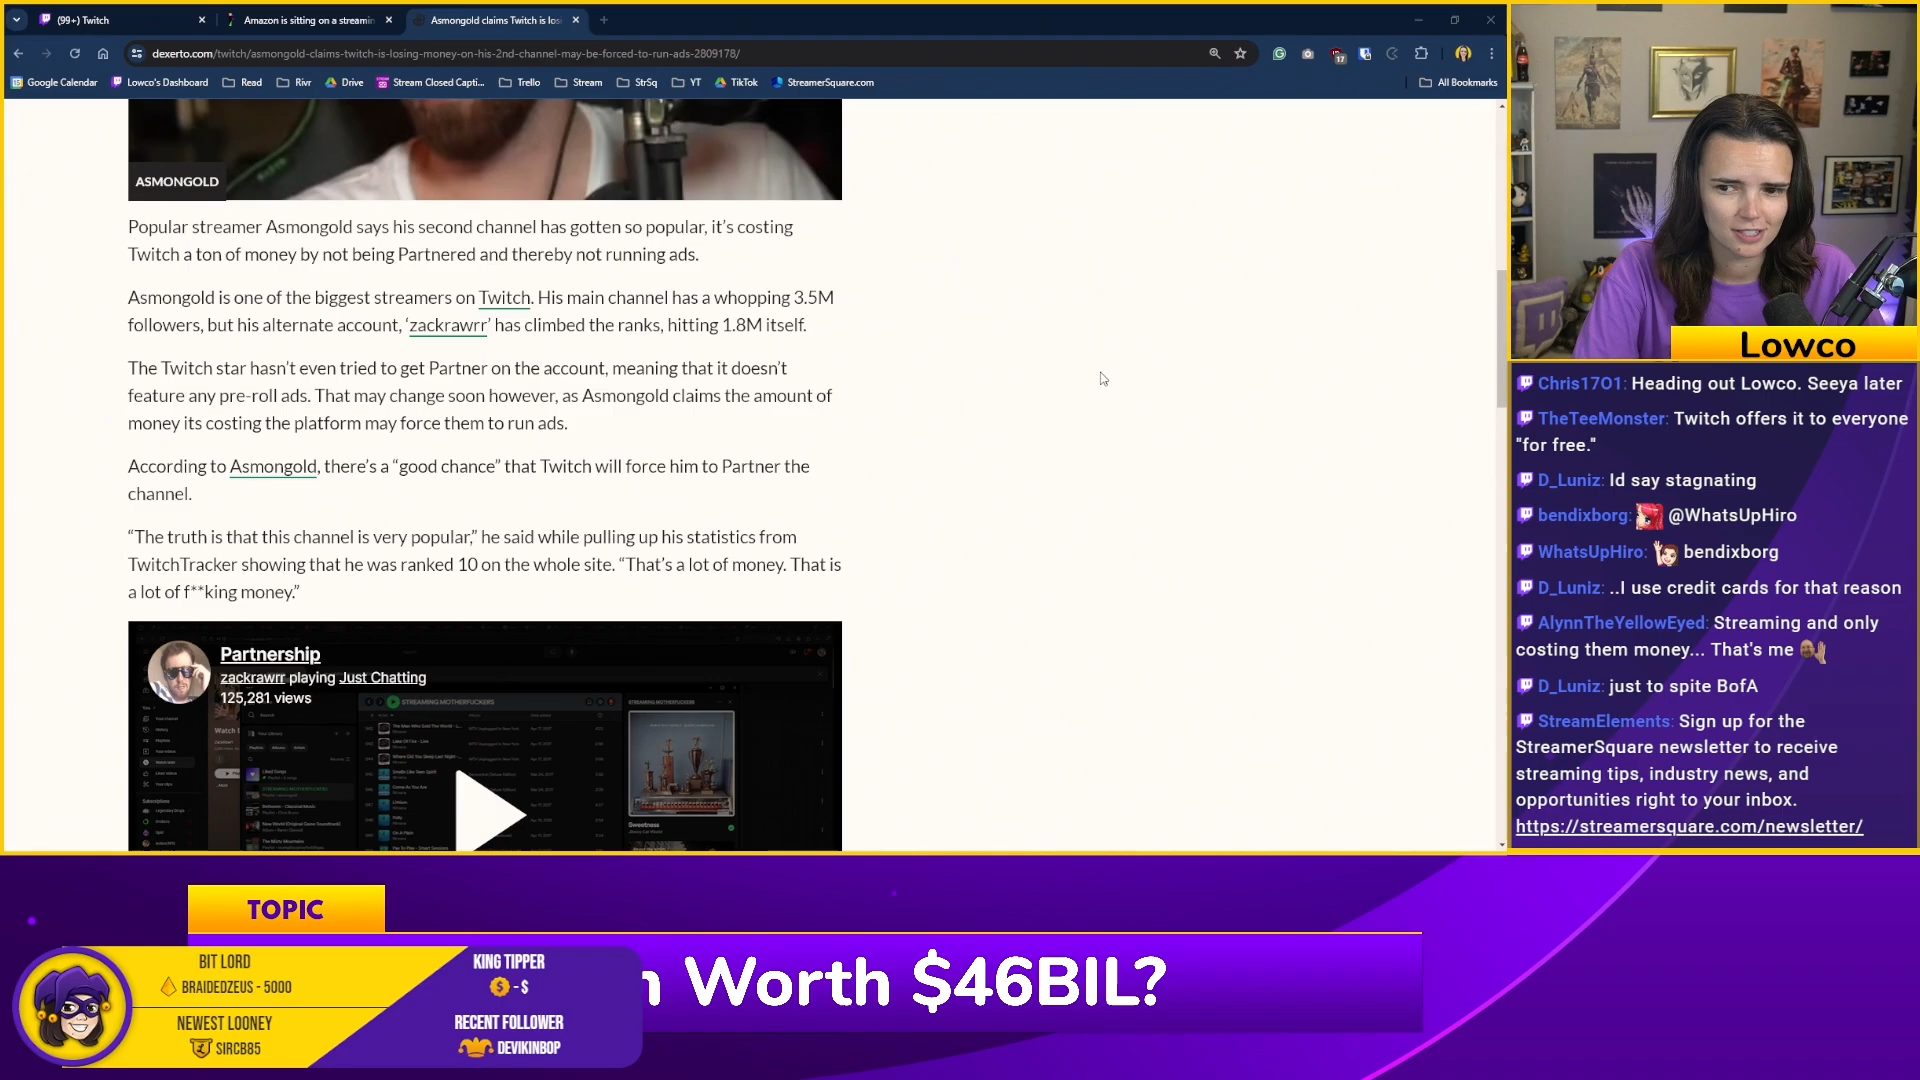 (99+) Twitch
Amazon is sitting on a streamin
Asmongold claims Twitch is losi
dexerto.com/twitch/asmongold-claims-twitch-is-losing-money-on-his-2nd-channel-may-be-forced-to-run-ads-2809178/
17
Google Calendar
Lowco's Dashboard
Read
Rivr
Drive
Stream Closed Capti...
Trello
Stream
StrSq
YT
TikTok
StreamerSquare.com
All Bookmarks
ASMONGOLD
Popular streamer Asmongold says his second channel has gotten so popular, it’s costing
Twitch a ton of money by not being Partnered and thereby not running ads.
Asmongold is one of the biggest streamers on Twitch. His main channel has a whopping 3.5M
followers, but his alternate account, ‘zackrawrr’ has climbed the ranks, hitting 1.8M itself.
The Twitch star hasn’t even tried to get Partner on the account, meaning that it doesn’t
feature any pre-roll ads. That may change soon however, as Asmongold claims the amount of
money its costing the platform may force them to run ads.
According to Asmongold, there’s a “good chance” that Twitch will force him to Partner the
channel.
“The truth is that this channel is very popular,” he said while pulling up his statistics from
TwitchTracker showing that he was ranked 10 on the whole site. “That’s a lot of money. That is
a lot of f**king money.”
Partnership
zackrawrr playing Just Chatting
125,281 views
STREAMING MOTHERFUCKERS
Sweetness
Lowco
Chris1701: Heading out Lowco. Seeya later
TheTeeMonster: Twitch offers it to everyone
"for free."
D_Luniz: Id say stagnating
bendixborg: @WhatsUpHiro
WhatsUpHiro: bendixborg
D_Luniz: ..I use credit cards for that reason
AlynnTheYellowEyed: Streaming and only
costing them money... That's me
D_Luniz: just to spite BofA
StreamElements: Sign up for the
StreamerSquare newsletter to receive
streaming tips, industry news, and
opportunities right to your inbox.
https://streamersquare.com/newsletter/
TOPIC
n Worth $46BIL?
BIT LORD
BRAIDEDZEUS - 5000
NEWEST LOONEY
SIRCB85
KING TIPPER
- $
RECENT FOLLOWER
DEVIKINBOP